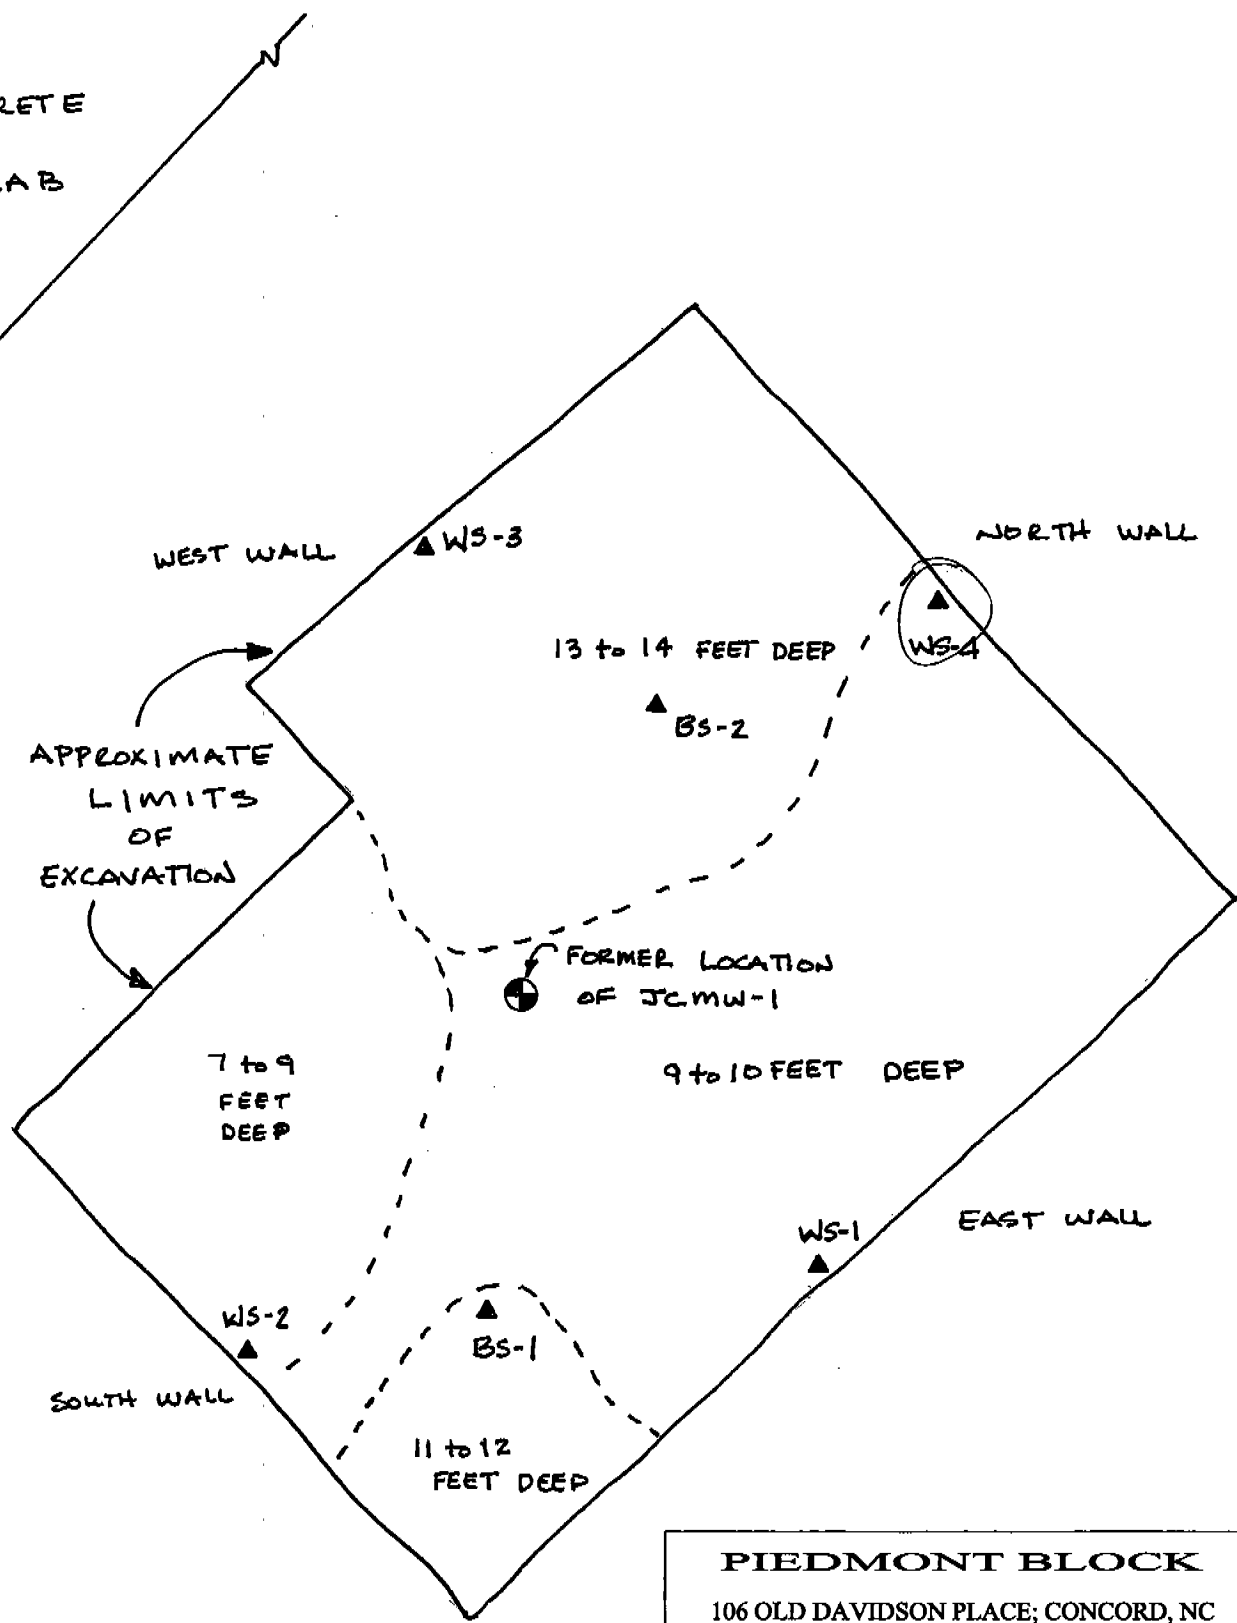 N
RETE
AB
WEST WALL
WS-3
NORTH WALL
WS-4
13 to 14 FEET DEEP
BS-2
APPROXIMATE
LIMITS
OF
EXCAVATION
FORMER LOCATION
OF JCMW-1
7 to 9
FEET
DEEP
9 to 10 FEET DEEP
WS-1
EAST WALL
WS-2
BS-1
SOUTH WALL
11 to 12
FEET DEEP
PIEDMONT BLOCK
106 OLD DAVIDSON PLACE; CONCORD, NC